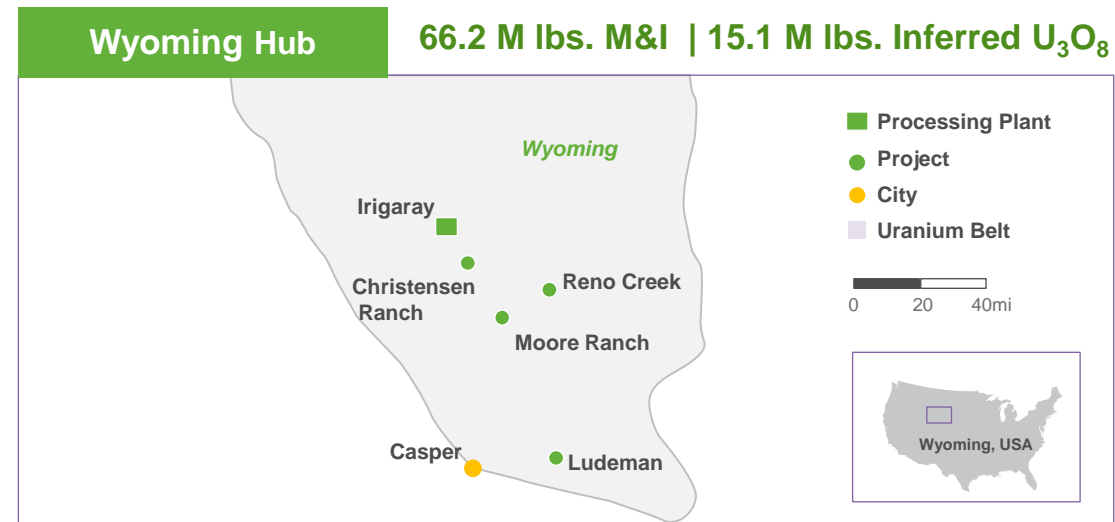 Wyoming Hub
66.2 M lbs. M&I | 15.1 M lbs. Inferred U₃O₈
Wyoming
Irigaray
Christensen
Ranch
Reno Creek
Moore Ranch
Casper
Ludeman
Processing Plant
Project
City
Uranium Belt
0 20 40mi
Wyoming, USA